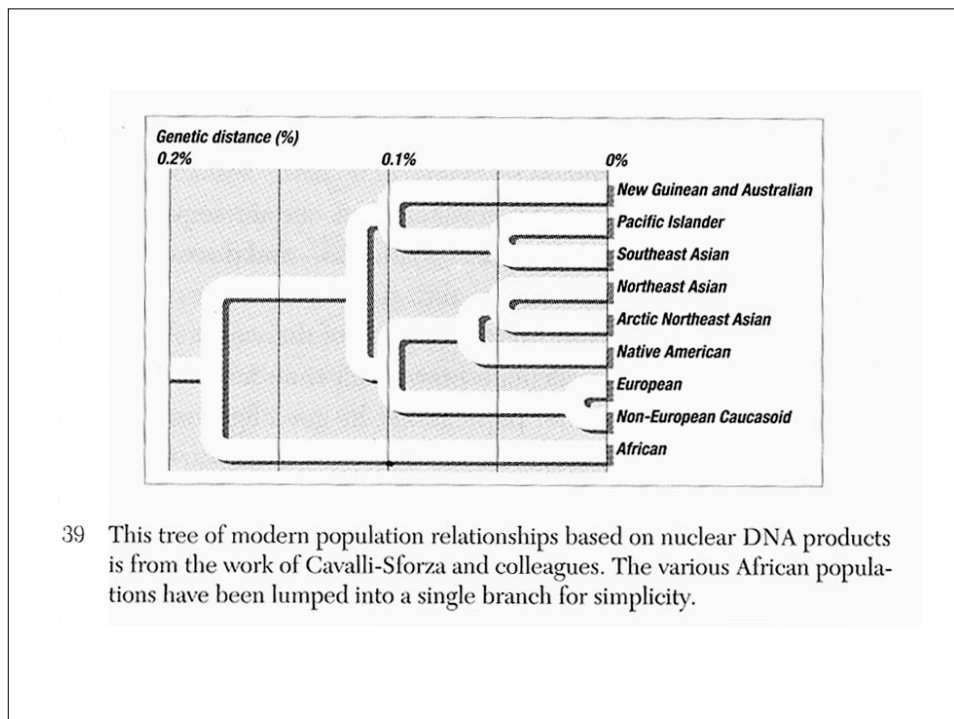 Genetic distance (%)
0.2% 0.1% 0%
New Guinean and Australian
Pacific Islander
Southeast Asian
Northeast Asian
Arctic Northeast Asian
Native American
European
Non-European Caucasoid
African
39 This tree of modern population relationships based on nuclear DNA products
is from the work of Cavalli-Sforza and colleagues. The various African popula-
tions have been lumped into a single branch for simplicity.